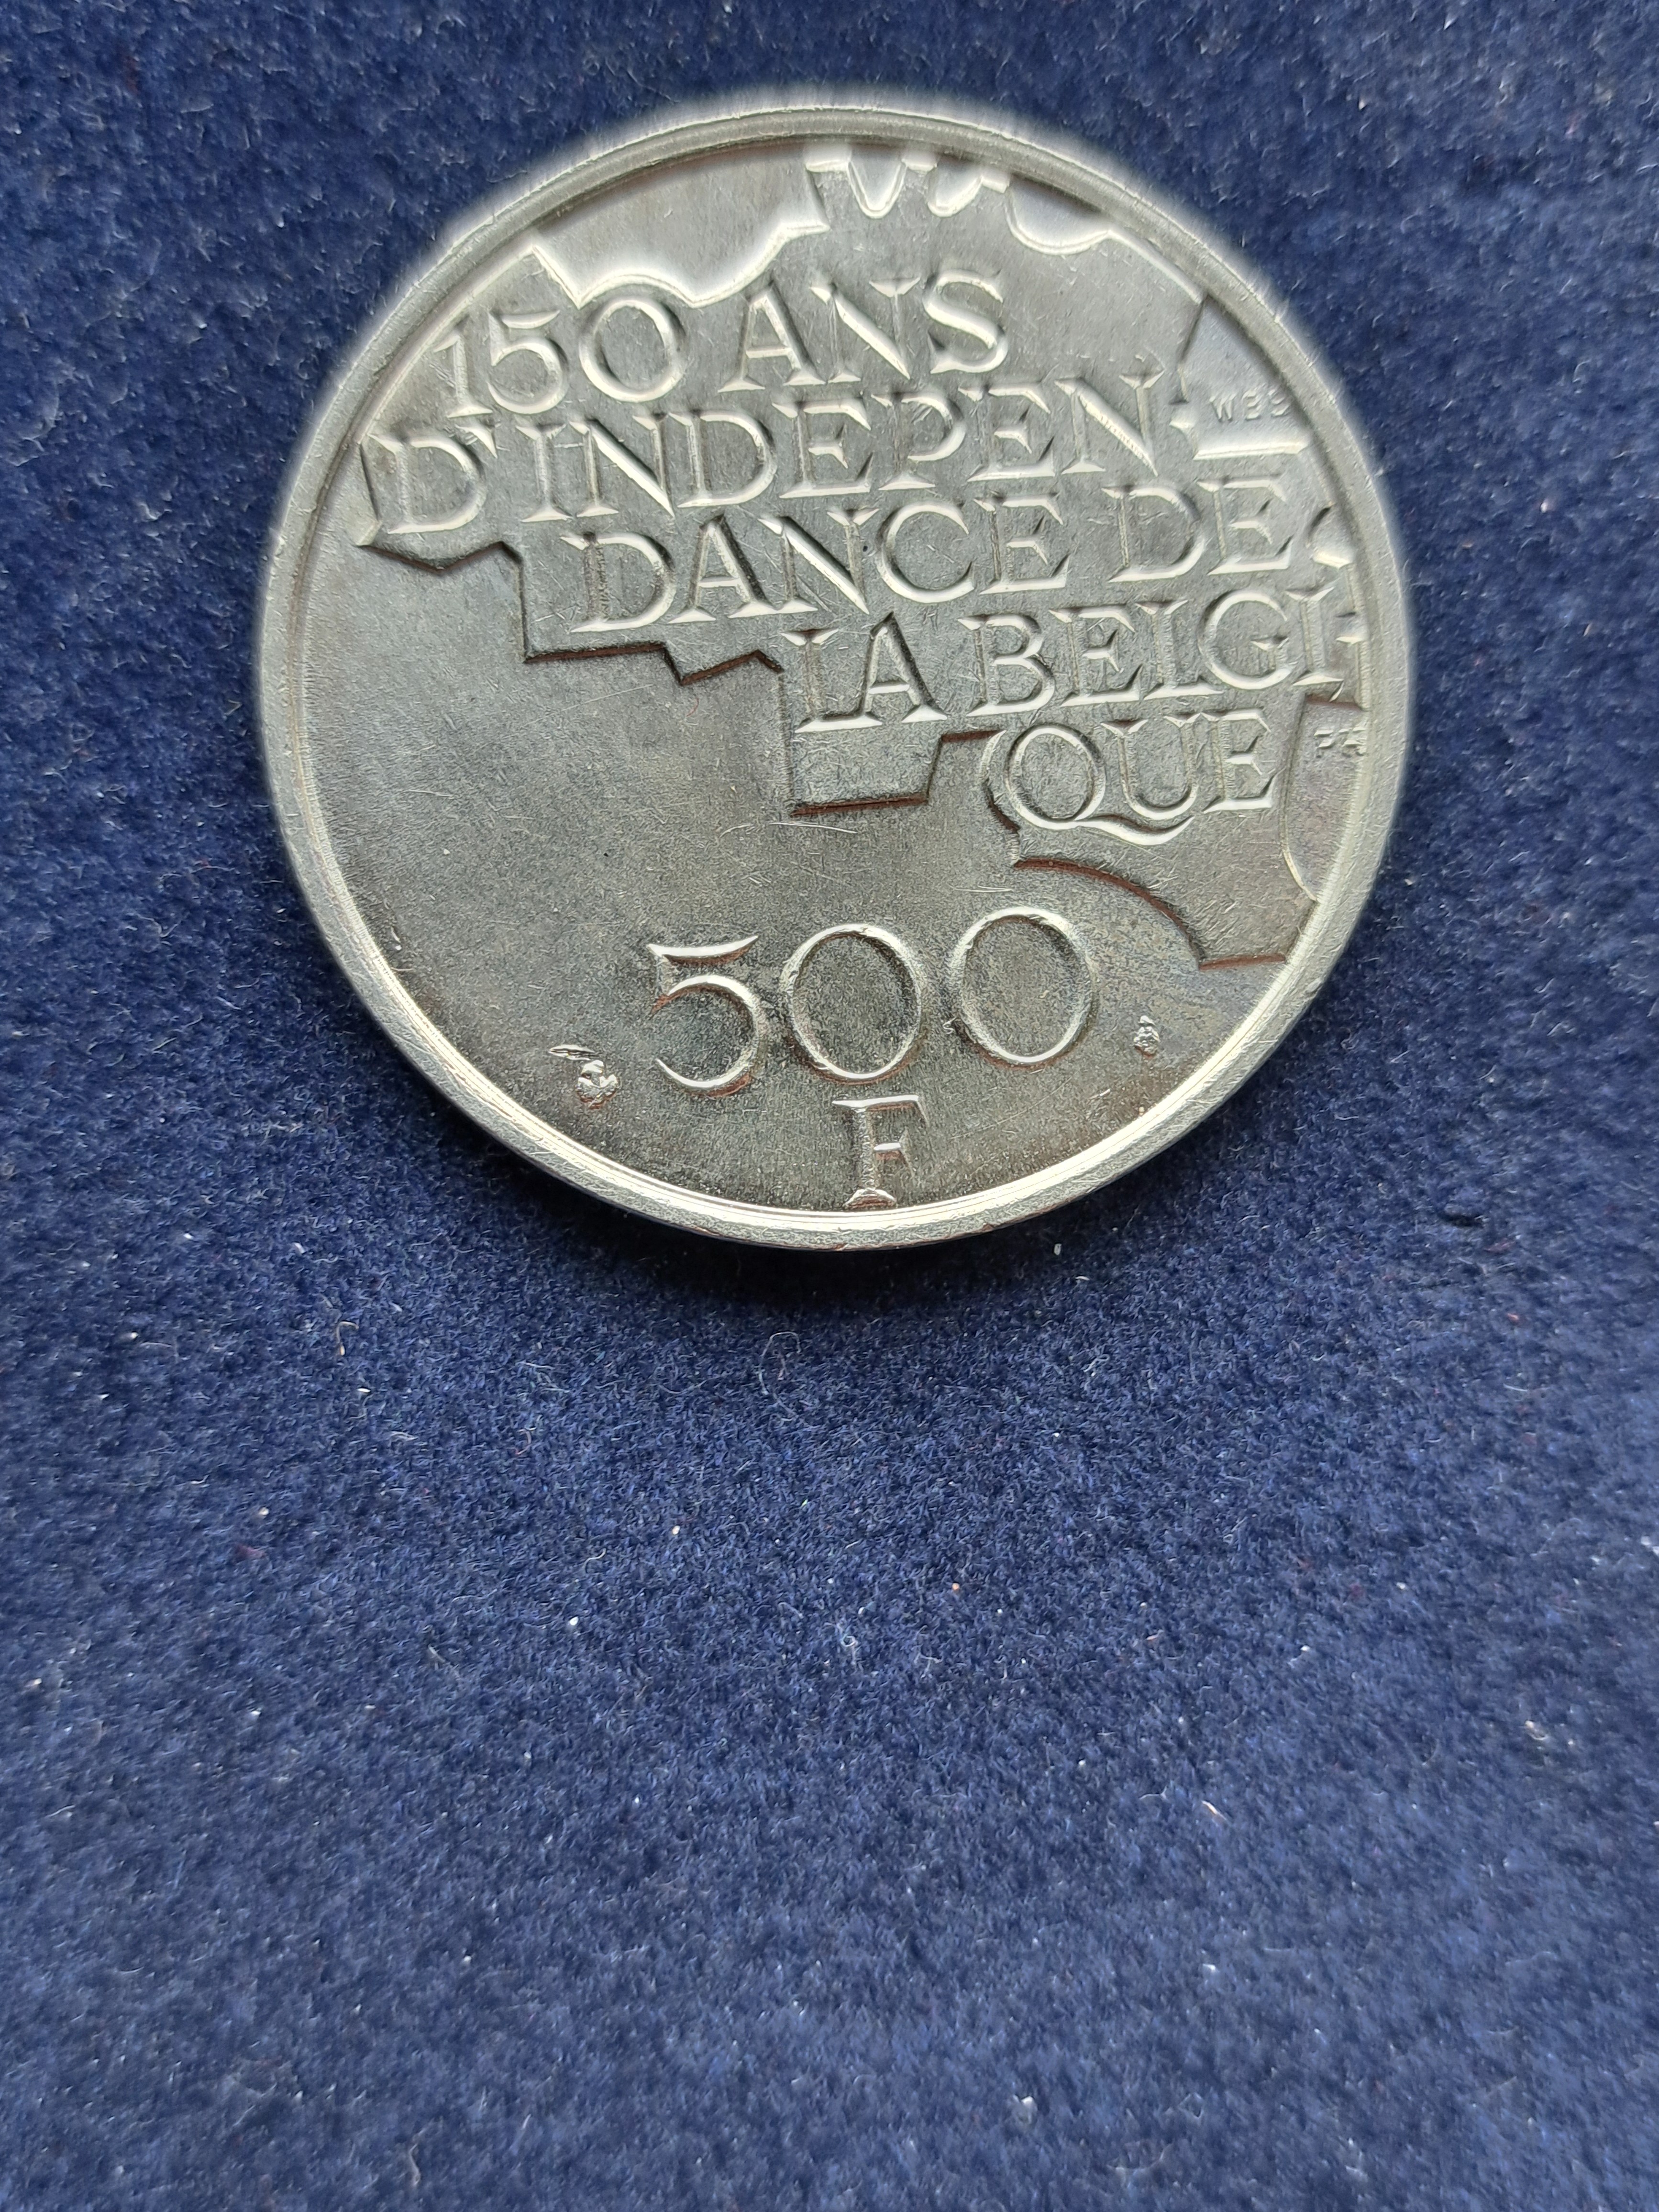 150 ANS
D'INDEPEN·
DANCE DE
LA BELGI·
QUE
500
F